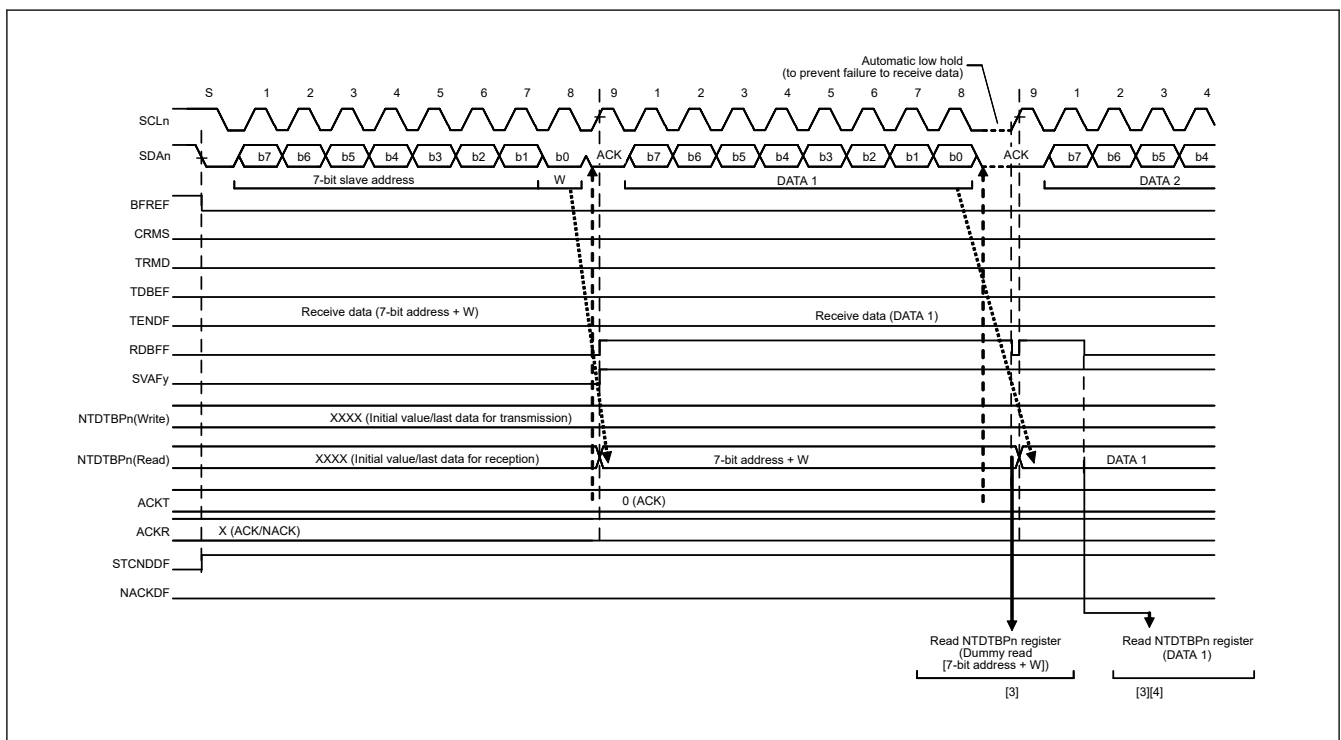 Automatic low hold
(to prevent failure to receive data)
S 1 2 3 4 5 6 7 8 9 1 2 3 4 5 6 7 8 9 1 2 3 4
SCLn
SDAn b7 b6 b5 b4 b3 b2 b1 b0 ACK b7 b6 b5 b4 b3 b2 b1 b0 ACK b7 b6 b5 b4
7-bit slave address W DATA 1 DATA 2
BFREF
CRMS
TRMD
TDBEF
Receive data (7-bit address + W) Receive data (DATA 1)
TENDF
RDBFF
SVAFy
NTDTBPn(Write) XXXX (Initial value/last data for transmission)
NTDTBPn(Read) XXXX (Initial value/last data for reception) 7-bit address + W DATA 1
ACKT 0 (ACK)
ACKR X (ACK/NACK)
STCNDDF
NACKDF
Read NTDTBPn register
(Dummy read
[7-bit address + W])
[3]
Read NTDTBPn register
(DATA 1)
[3][4]